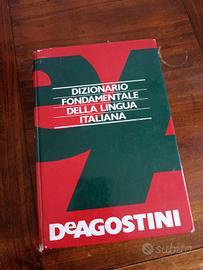 DIZIONARIO
FONDAMENTALE
DELLA LINGUA
ITALIANA
DEAGOSTINI
subito